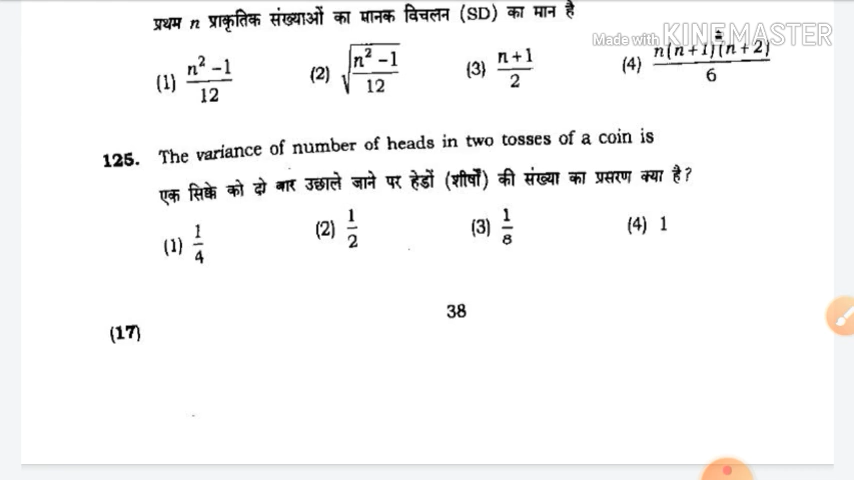 प्रथम n प्राकृतिक संख्याओं का मानक विचलन (SD) का मान है
Made with KINEMASTER
(1) n² –1 / 12 (2) √(n² –1 / 12) (3) n+1 / 2 (4) n(n+1)(n+2) / 6
125. The variance of number of heads in two tosses of a coin is
एक सिक्के को दो बार उछाले जाने पर हेडों (शीर्षों) की संख्या का प्रसरण क्या है?
(1) 1/4 (2) 1/2 (3) 1/8 (4) 1
38
(17)